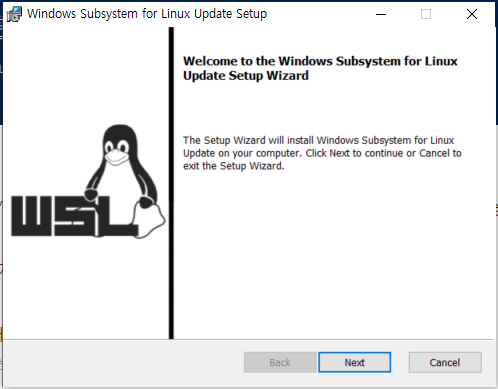 Windows Subsystem for Linux Update Setup
Welcome to the Windows Subsystem for Linux
Update Setup Wizard
The Setup Wizard will install Windows Subsystem for Linux
Update on your computer. Click Next to continue or Cancel to
exit the Setup Wizard.
WSL
Back Next Cancel